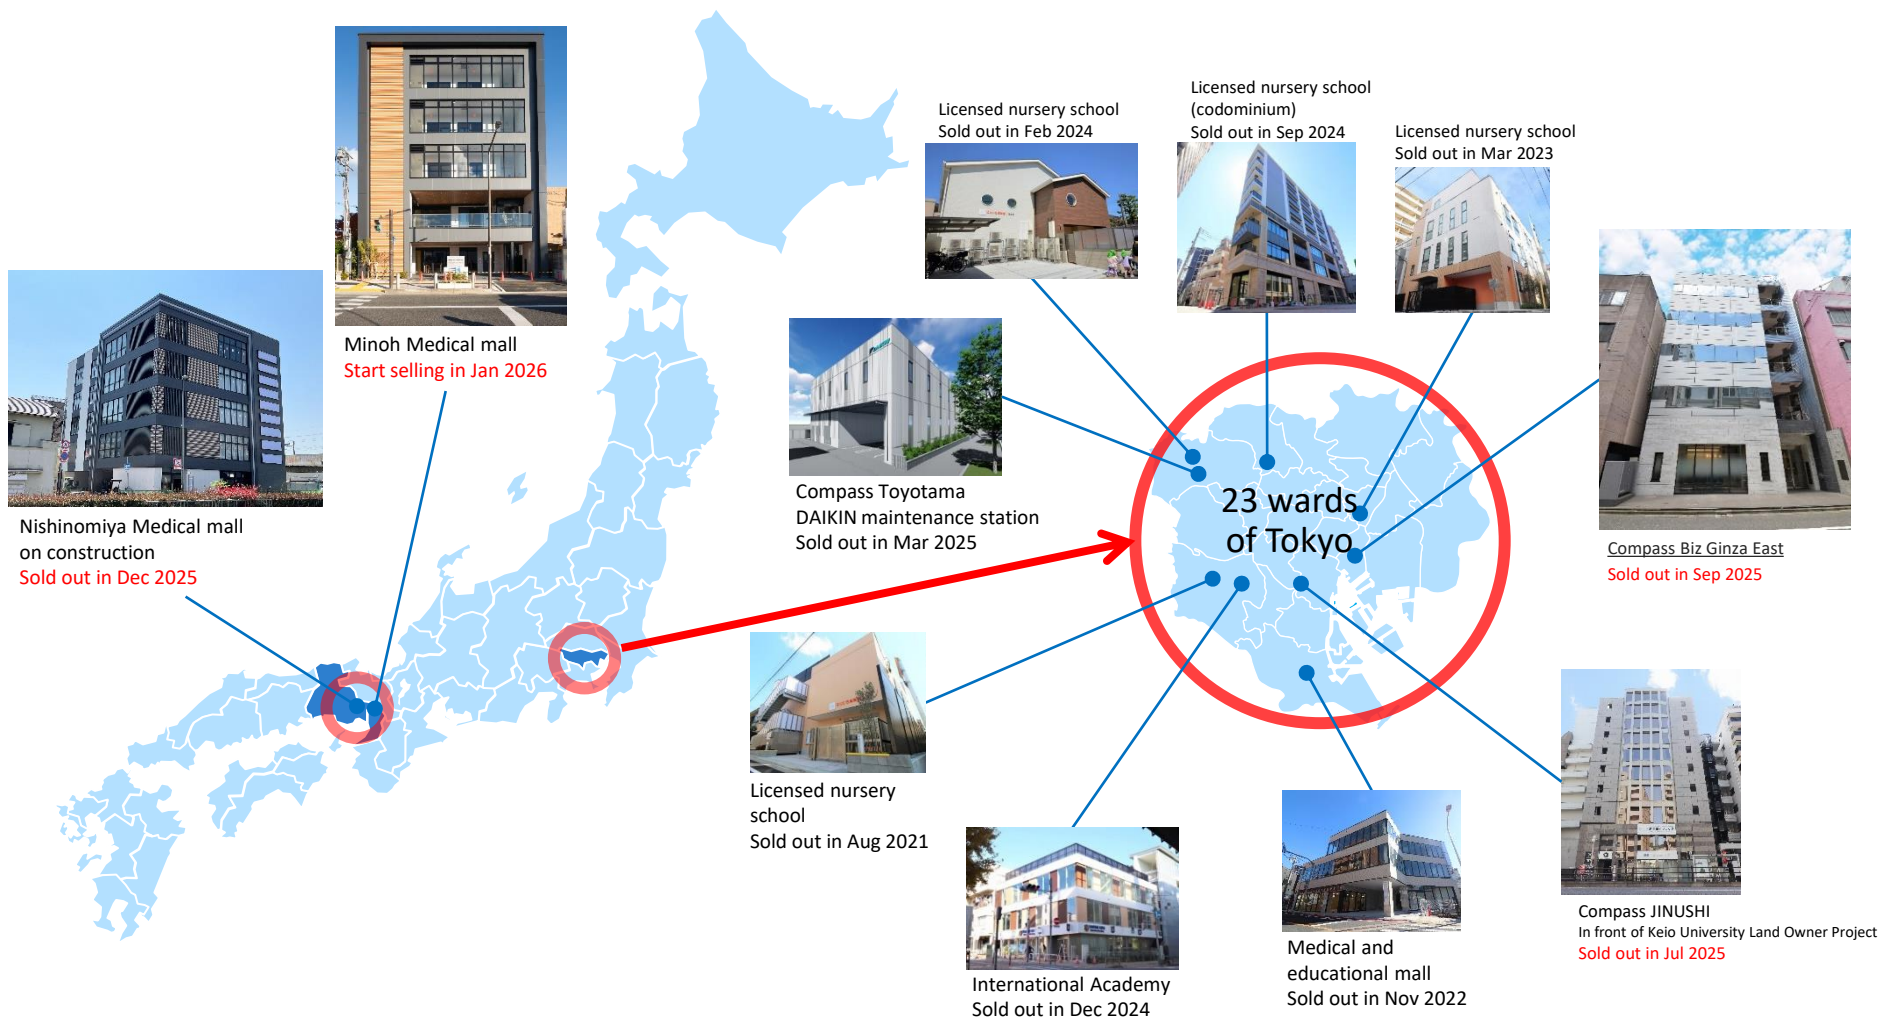 Minoh Medical mall
Start selling in Jan 2026
Nishinomiya Medical mall
on construction
Sold out in Dec 2025
Licensed nursery school
Sold out in Feb 2024
Licensed nursery school
(codominium)
Sold out in Sep 2024
Licensed nursery school
Sold out in Mar 2023
Compass Toyotama
DAIKIN maintenance station
Sold out in Mar 2025
23 wards
of Tokyo
Compass Biz Ginza East
Sold out in Sep 2025
Licensed nursery
school
Sold out in Aug 2021
International Academy
Sold out in Dec 2024
Medical and
educational mall
Sold out in Nov 2022
Compass JINUSHI
In front of Keio University Land Owner Project
Sold out in Jul 2025